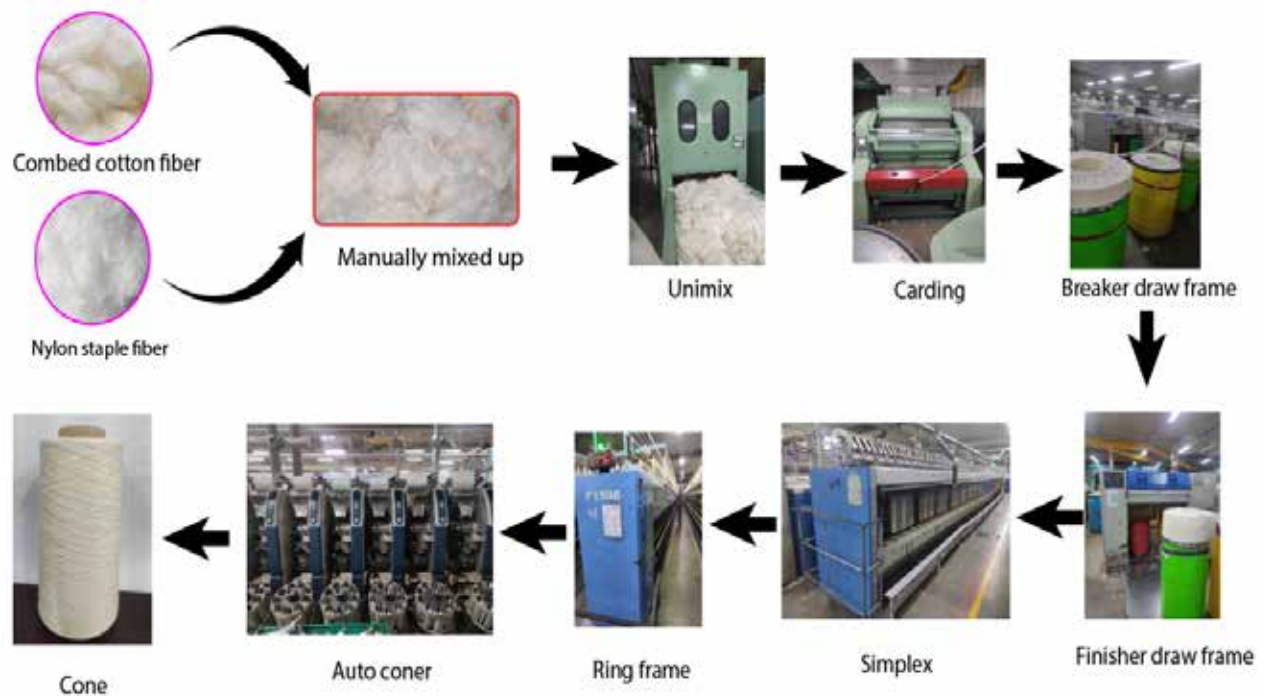 Combed cotton fiber
Nylon staple fiber
Manually mixed up
Unimix
Carding
Breaker draw frame
Finisher draw frame
Simplex
Ring frame
Auto coner
Cone